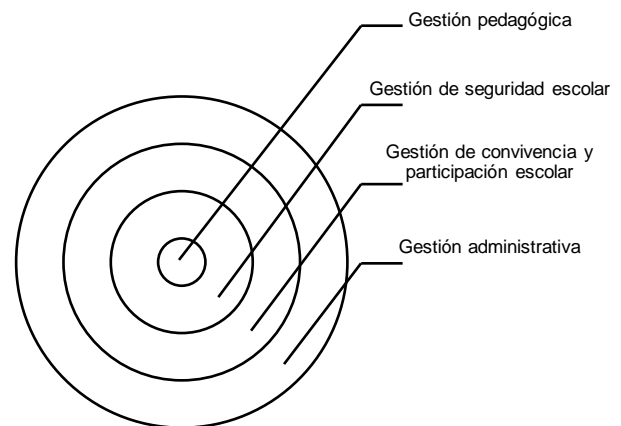 Gestión pedagógica
Gestión de seguridad escolar
Gestión de convivencia y
participación escolar
Gestión administrativa